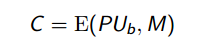 C = E(PU_b, M)